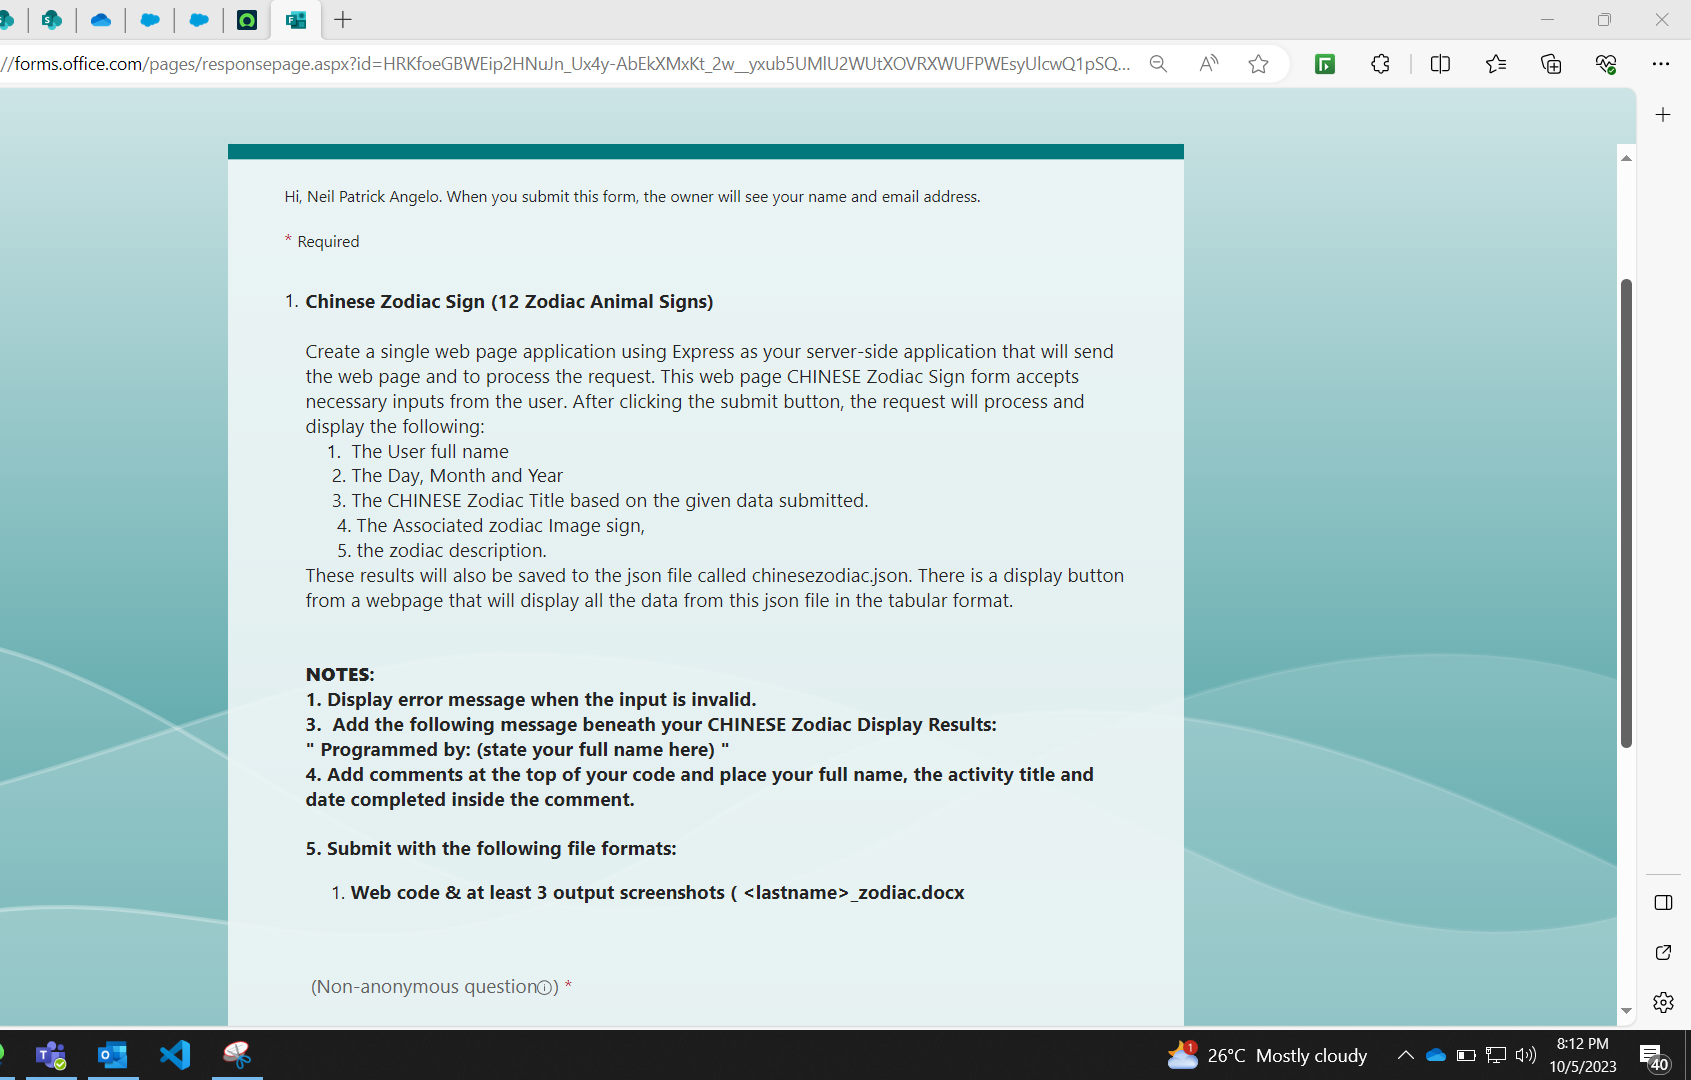 //forms.office.com/pages/responsepage.aspx?id=HRKfoeGBWEip2HNuJn_Ux4y-AbEkXMxKt_2w__yxub5UMlU2WUtXOVRXWUFPWEsyUlcwQ1pSQ...
Hi, Neil Patrick Angelo. When you submit this form, the owner will see your name and email address.
* Required
1. Chinese Zodiac Sign (12 Zodiac Animal Signs)
Create a single web page application using Express as your server-side application that will send
the web page and to process the request. This web page CHINESE Zodiac Sign form accepts
necessary inputs from the user. After clicking the submit button, the request will process and
display the following:
1. The User full name
2. The Day, Month and Year
3. The CHINESE Zodiac Title based on the given data submitted.
4. The Associated zodiac Image sign,
5. the zodiac description.
These results will also be saved to the json file called chinesezodiac.json. There is a display button
from a webpage that will display all the data from this json file in the tabular format.
NOTES:
1. Display error message when the input is invalid.
3. Add the following message beneath your CHINESE Zodiac Display Results:
" Programmed by: (state your full name here) "
4. Add comments at the top of your code and place your full name, the activity title and
date completed inside the comment.
5. Submit with the following file formats:
1. Web code & at least 3 output screenshots ( <lastname>_zodiac.docx
(Non-anonymous question) *
1
26°C Mostly cloudy
8:12 PM
10/5/2023
40